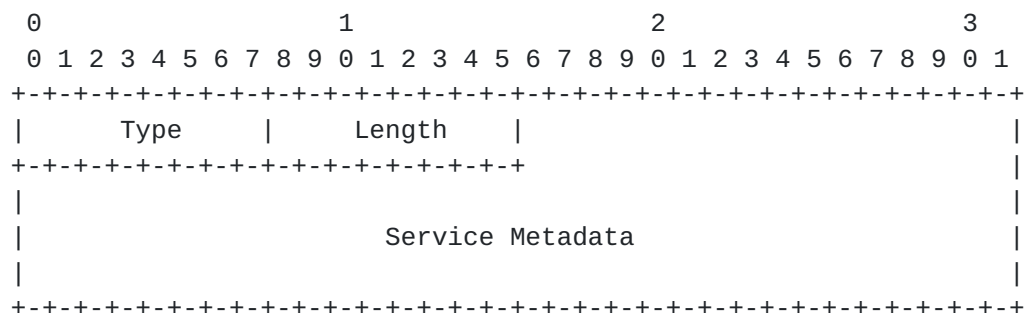 0                   1                   2                   3
 0 1 2 3 4 5 6 7 8 9 0 1 2 3 4 5 6 7 8 9 0 1 2 3 4 5 6 7 8 9 0 1
+-+-+-+-+-+-+-+-+-+-+-+-+-+-+-+-+-+-+-+-+-+-+-+-+-+-+-+-+-+-+-+-+
|      Type     |     Length    |                               |
+-+-+-+-+-+-+-+-+-+-+-+-+-+-+-+-+                               |
|                                                               |
|                       Service Metadata                        |
|                                                               |
+-+-+-+-+-+-+-+-+-+-+-+-+-+-+-+-+-+-+-+-+-+-+-+-+-+-+-+-+-+-+-+-+